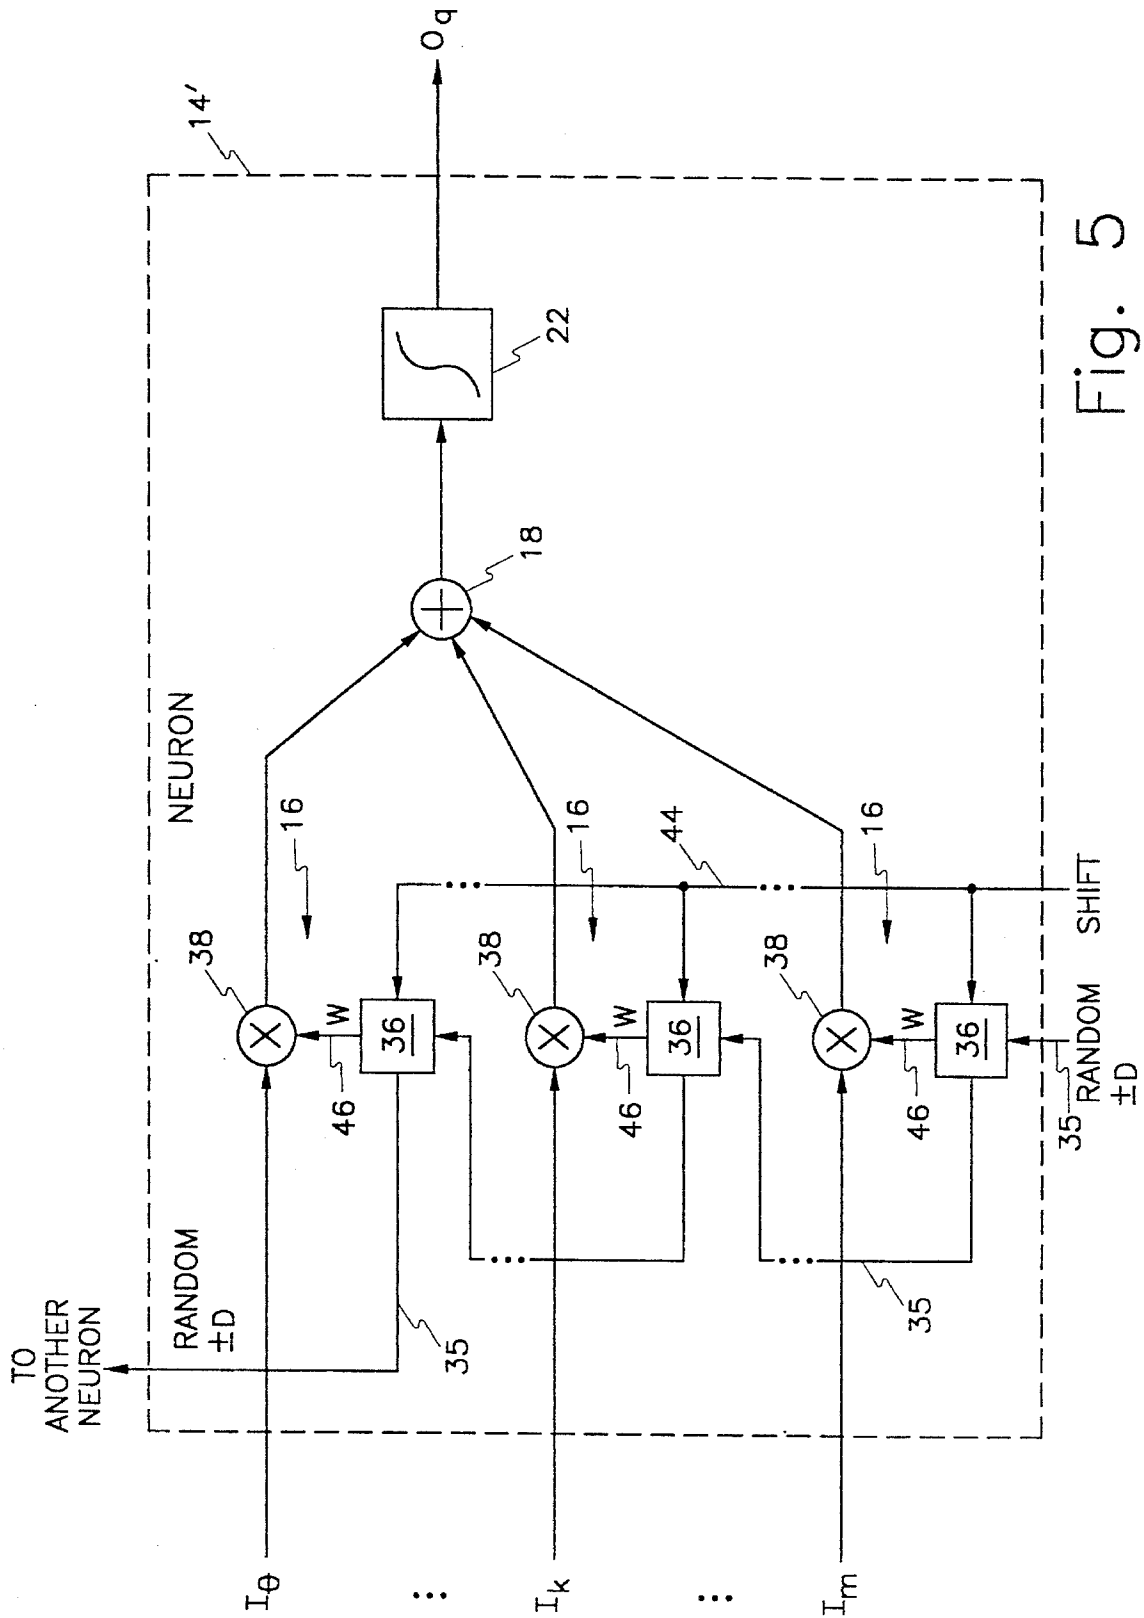 TO
ANOTHER
NEURON
RANDOM
±D
NEURON
14'
I0
38
16
46
W
36
35
22
Oq
18
...
Ik
38
16
46
W
36
...
...
44
...
Im
38
16
46
W
36
35
...
...
35
RANDOM
±D
SHIFT
Fig. 5